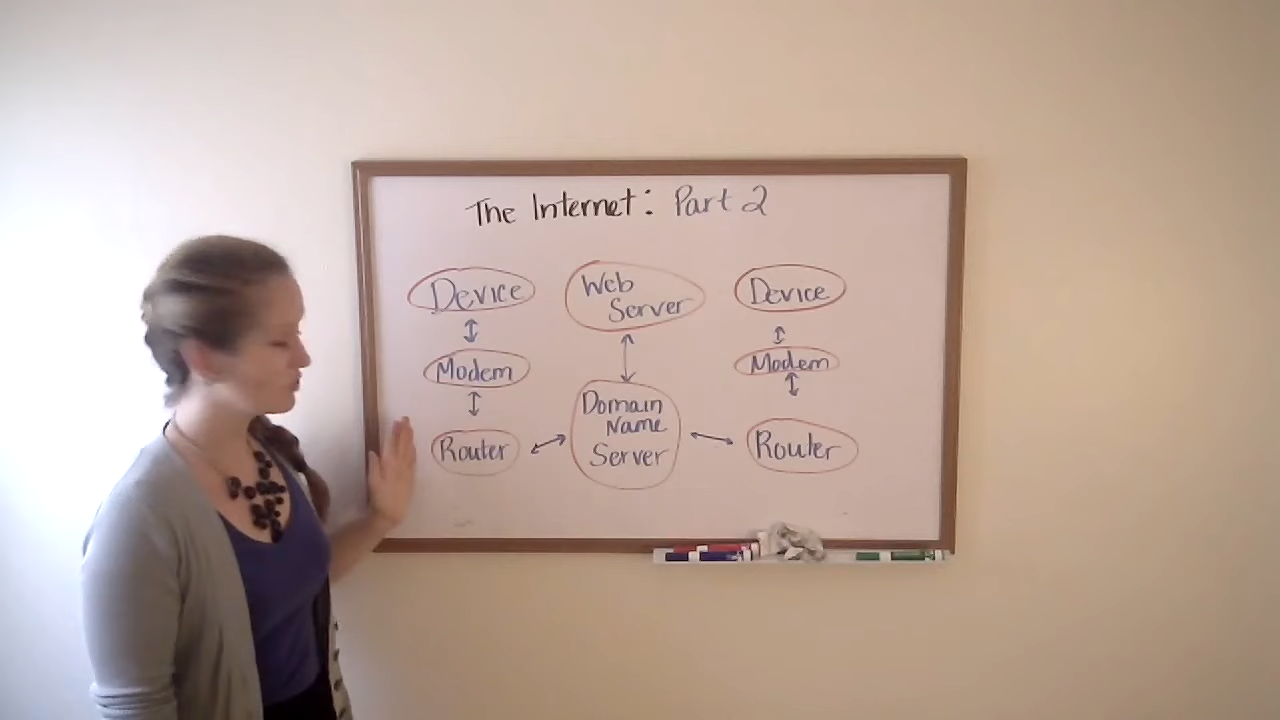 The Internet: Part 2
Device
Web
Server
Device
Modem
Modem
Domain
Name
Server
Router
Router